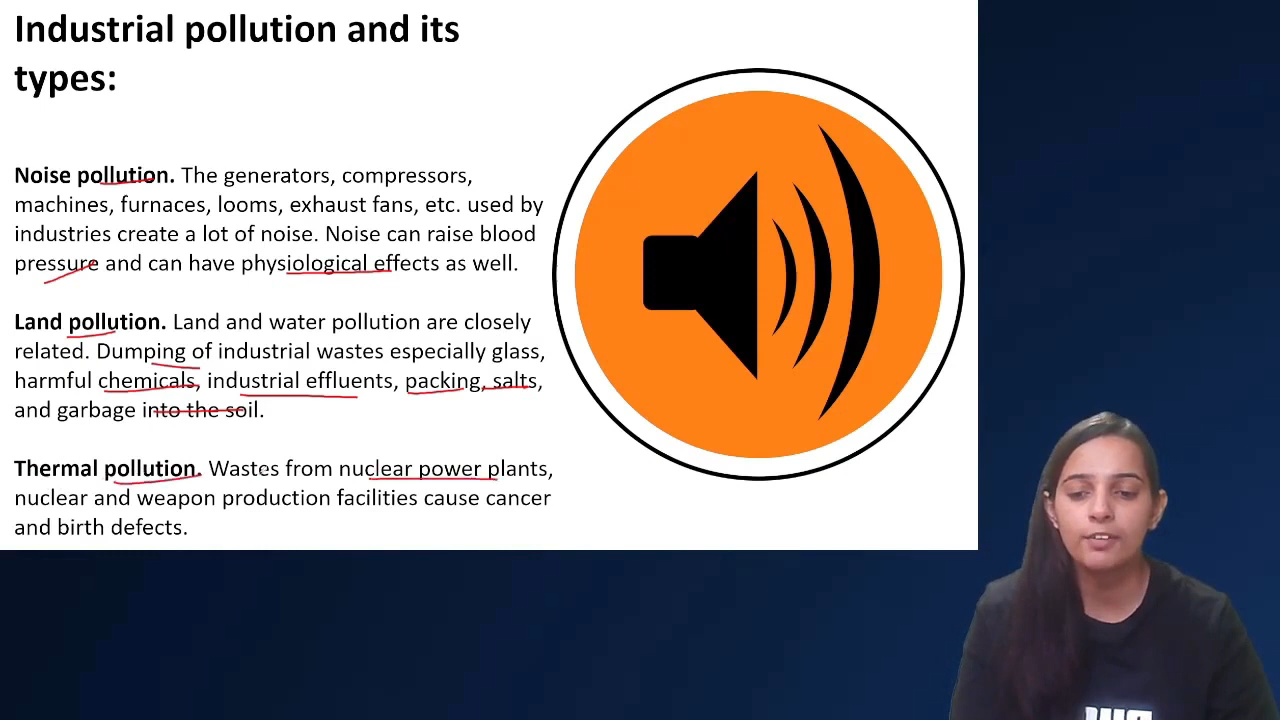 Industrial pollution and its
types:
Noise pollution. The generators, compressors,
machines, furnaces, looms, exhaust fans, etc. used by
industries create a lot of noise. Noise can raise blood
pressure and can have physiological effects as well.
Land pollution. Land and water pollution are closely
related. Dumping of industrial wastes especially glass,
harmful chemicals, industrial effluents, packing, salts,
and garbage into the soil.
Thermal pollution. Wastes from nuclear power plants,
nuclear and weapon production facilities cause cancer
and birth defects.